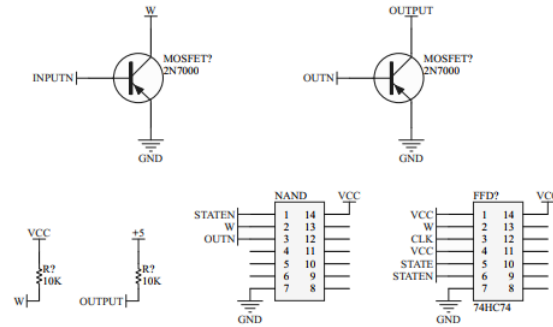 W
MOSFET?
2N7000
INPUTN
GND
OUTPUT
MOSFET?
2N7000
OUTN
GND
VCC
R?
10K
W
+5
R?
10K
OUTPUT
NAND
VCC
STATEN 1 14
W 2 13
OUTN 3 12
4 11
5 10
6 9
7 8
GND
FFD?
VCC 1 14
W 2 13
CLK 3 12
VCC 4 11
STATE 5 10
STATEN 6 9
7 8
74HC74
GND